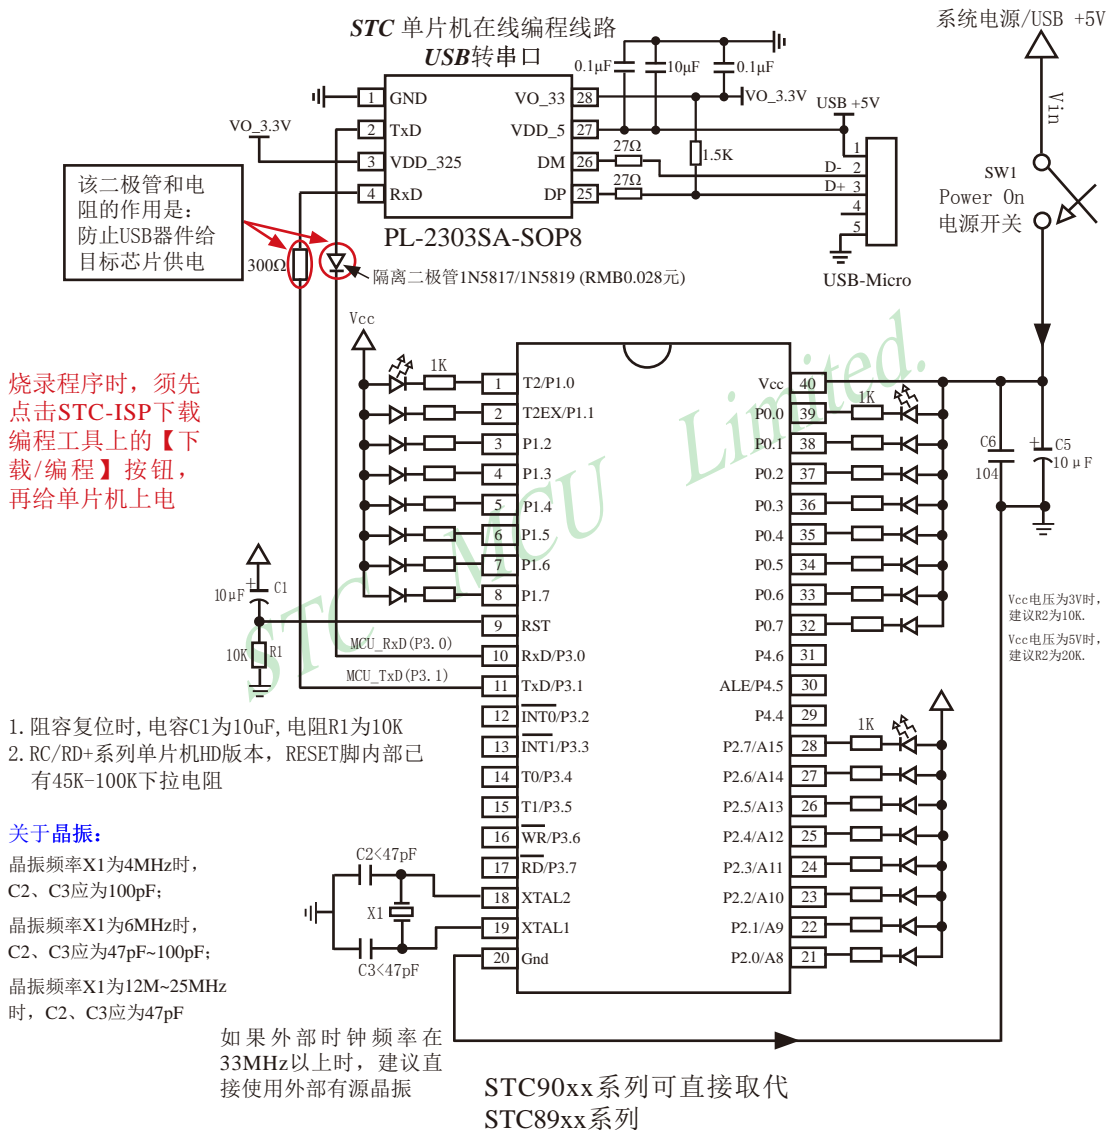 系统电源/USB +5V
Vin
SW1
Power On
电源开关
STC 单片机在线编程线路
USB转串口
0.1μF
10μF
0.1μF
1 GND
2 TxD
3 VDD_325
4 RxD
VO_33 28
VDD_5 27
DM 26
DP 25
PL-2303SA-SOP8
VO_3.3V
VO_3.3V
USB +5V
27Ω
27Ω
1.5K
D-
D+
1
2
3
4
5
USB-Micro
该二极管和电
阻的作用是:
防止USB器件给
目标芯片供电
300Ω
隔离二极管1N5817/1N5819 (RMB0.028元)
烧录程序时，须先
点击STC-ISP下载
编程工具上的【下
载/编程】按钮，
再给单片机上电
Vcc
1K
1 T2/P1.0
2 T2EX/P1.1
3 P1.2
4 P1.3
5 P1.4
6 P1.5
7 P1.6
8 P1.7
9 RST
10 RxD/P3.0
11 TxD/P3.1
12 INT0/P3.2
13 INT1/P3.3
14 T0/P3.4
15 T1/P3.5
16 WR/P3.6
17 RD/P3.7
18 XTAL2
19 XTAL1
20 Gnd
Vcc 40
P0.0 39
P0.1 38
P0.2 37
P0.3 36
P0.4 35
P0.5 34
P0.6 33
P0.7 32
P4.6 31
ALE/P4.5 30
P4.4 29
P2.7/A15 28
P2.6/A14 27
P2.5/A13 26
P2.4/A12 25
P2.3/A11 24
P2.2/A10 23
P2.1/A9 22
P2.0/A8 21
1K
1K
C6
104
+
C5
10μF
Vcc电压为3V时，
建议R2为10K.
Vcc电压为5V时，
建议R2为20K.
+
10μF
C1
10K
R1
MCU_RxD(P3.0)
MCU_TxD(P3.1)
1.阻容复位时,电容C1为10uF,电阻R1为10K
2.RC/RD+系列单片机HD版本，RESET脚内部已
有45K-100K下拉电阻
关于晶振:
晶振频率X1为4MHz时，
C2、C3应为100pF;
晶振频率X1为6MHz时，
C2、C3应为47pF~100pF;
晶振频率X1为12M~25MHz
时，C2、C3应为47pF
C2<47pF
X1
C3<47pF
如果外部时钟频率在
33MHz以上时，建议直
接使用外部有源晶振
STC90xx系列可直接取代
STC89xx系列
STC MCU Limited.